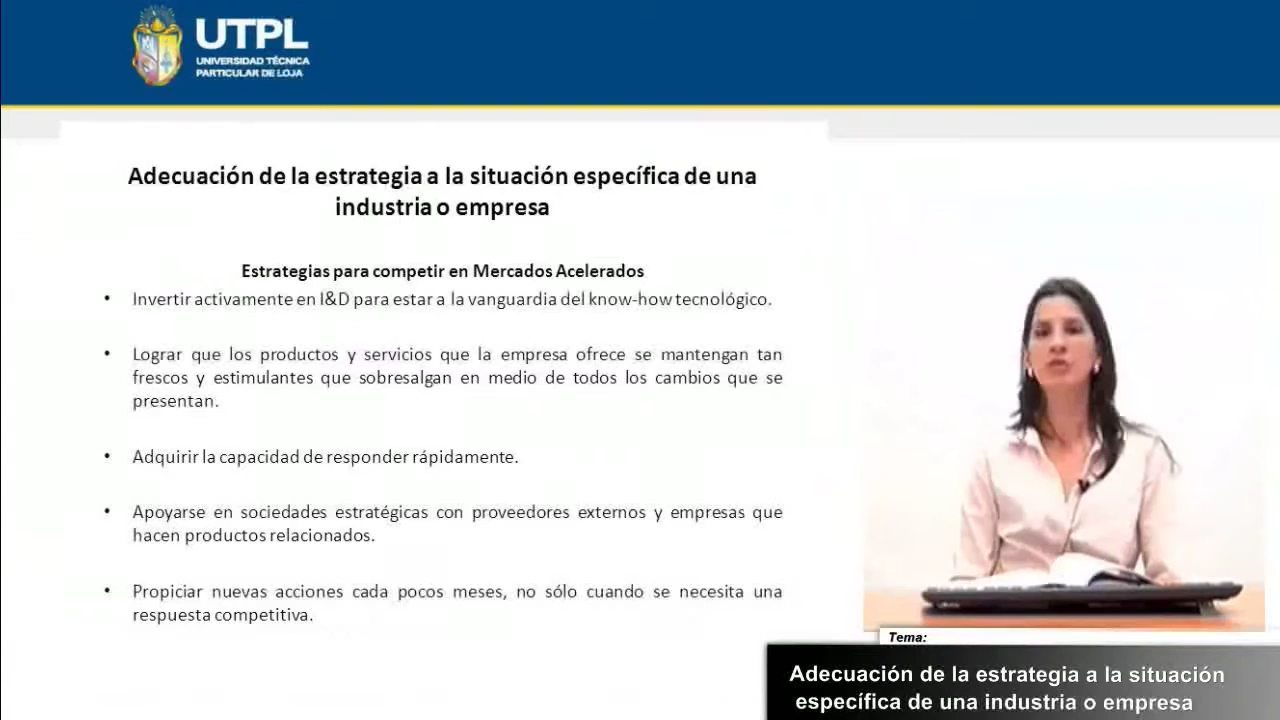 UTPL
UNIVERSIDAD TÉCNICA
PARTICULAR DE LOJA
Adecuación de la estrategia a la situación específica de una
industria o empresa
Estrategias para competir en Mercados Acelerados
• Invertir activamente en I&D para estar a la vanguardia del know-how tecnológico.
• Lograr que los productos y servicios que la empresa ofrece se mantengan tan
frescos y estimulantes que sobresalgan en medio de todos los cambios que se
presentan.
• Adquirir la capacidad de responder rápidamente.
• Apoyarse en sociedades estratégicas con proveedores externos y empresas que
hacen productos relacionados.
• Propiciar nuevas acciones cada pocos meses, no sólo cuando se necesita una
respuesta competitiva.
Tema:
Adecuación de la estrategia a la situación
específica de una industria o empresa